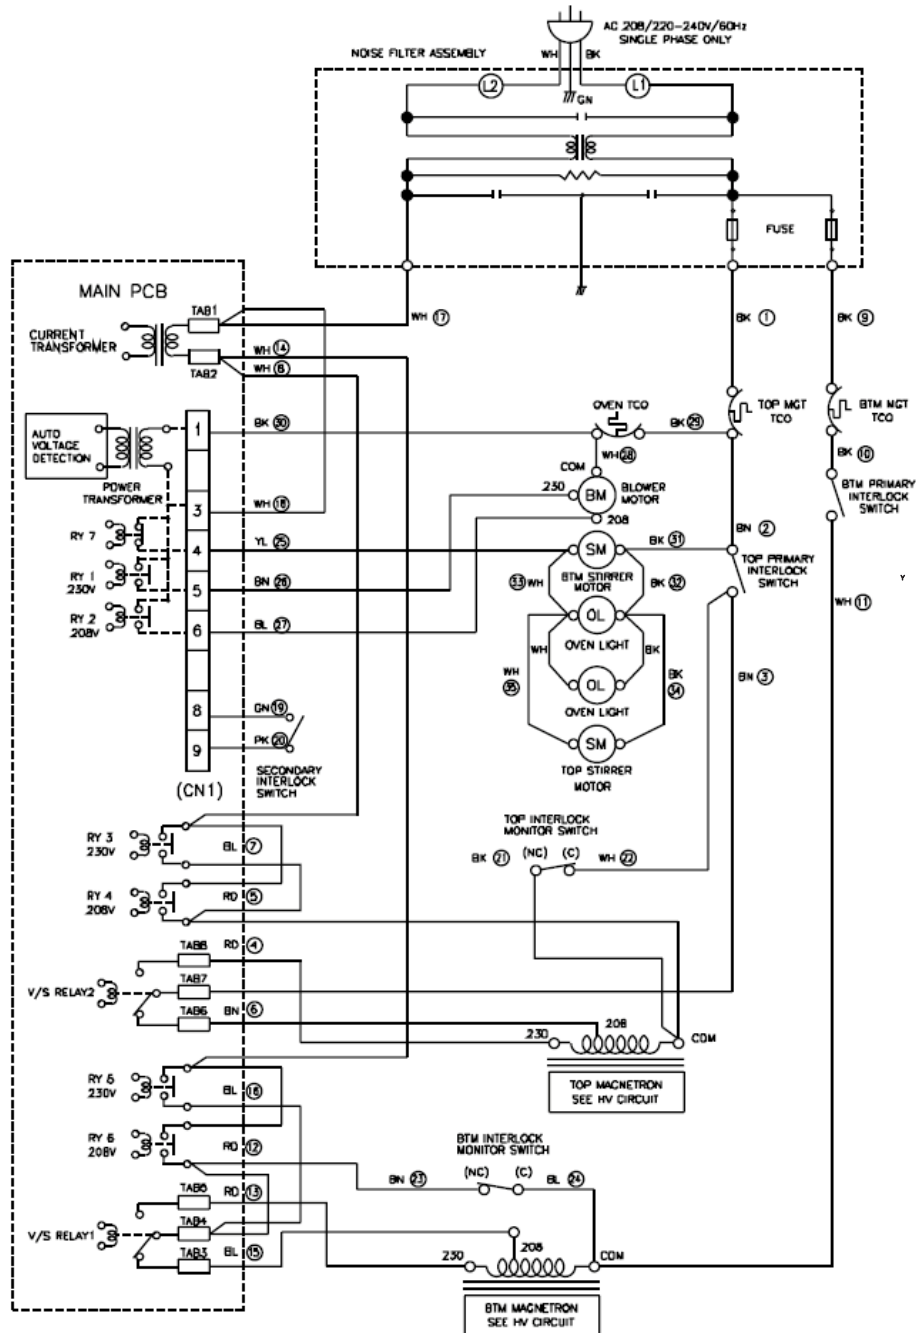 AC 208/220-240V/60Hz
SINGLE PHASE ONLY
NOISE FILTER ASSEMBLY
WH
BK
L2
L1
GN
FUSE
MAIN PCB
TAB1
CURRENT
TRANSFORMER
TAB2
WH 17
WH 14
BK 1
BK 9
OVEN TCO
TOP MGT
TCO
BTM MGT
TCO
AUTO
VOLTAGE
DETECTION
1
BK 30
BK 29
WH 28
BK 10
COM
.230
BM
BLOWER
MOTOR
.208
BTM PRIMARY
INTERLOCK
SWITCH
POWER
TRANSFORMER
3
RY 7
4
YL 25
SM
BK 31
BN 2
TOP PRIMARY
INTERLOCK
SWITCH
RY 1
.230V
5
BN 26
33 WH
BTM STIRRER
MOTOR
BK 32
Y
RY 2
.208V
6
BL 27
OL
OVEN LIGHT
WH 11
WH
BK
WH
35
OL
OVEN LIGHT
BK
34
BN 3
8
GN 19
9
PK 20
SM
TOP STIRRER
MOTOR
(CN1)
SECONDARY
INTERLOCK
SWITCH
TOP INTERLOCK
MONITOR SWITCH
RY 3
230V
BL 7
BK 21
(NC)
(C)
WH 22
RY 4
.208V
RD 5
TAB8
RD 4
TAB7
V/S RELAY2
TAB6
BN 6
.230
.208
COM
TOP MAGNETRON
SEE HV CIRCUIT
RY 5
230V
BL 16
RY 6
.208V
RD 12
BTM INTERLOCK
MONITOR SWITCH
BN 23
(NC)
(C)
BL 24
TAB5
RD 13
TAB4
V/S RELAY1
TAB3
BL 15
.230
.208
COM
BTM MAGNETRON
SEE HV CIRCUIT